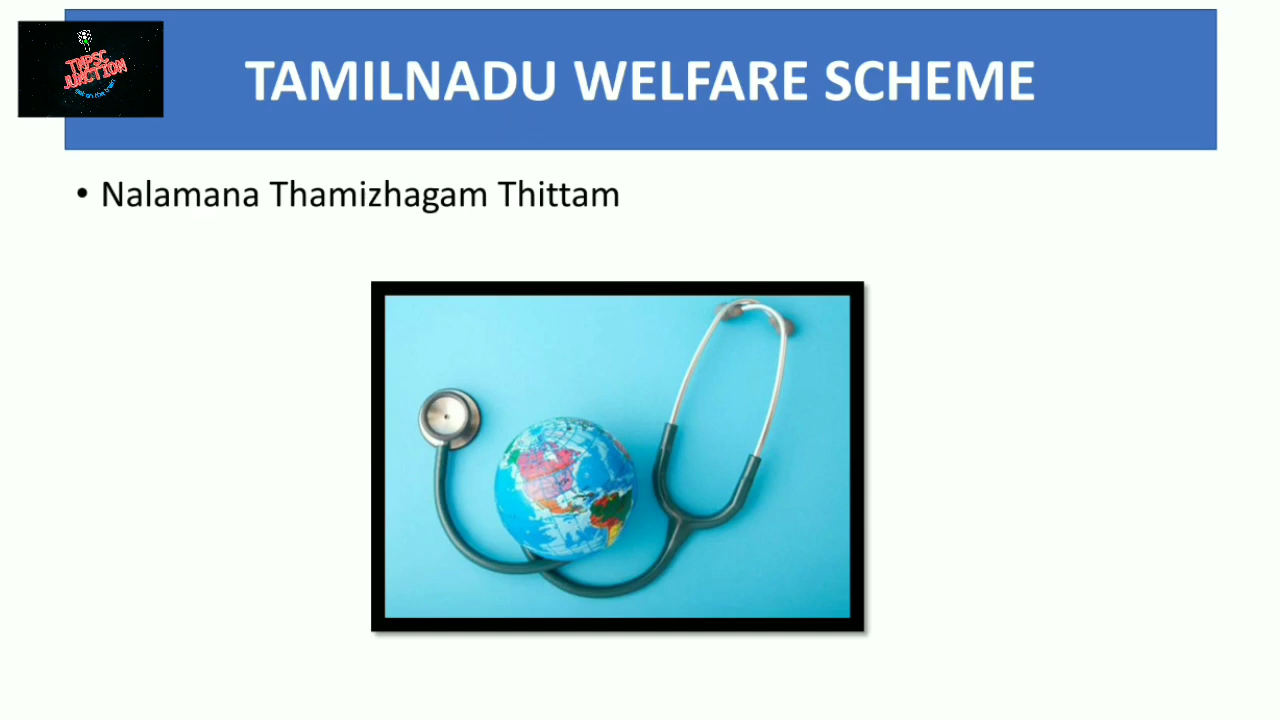 TNPSC
JUNCTION
TAMILNADU WELFARE SCHEME
• Nalamana Thamizhagam Thittam